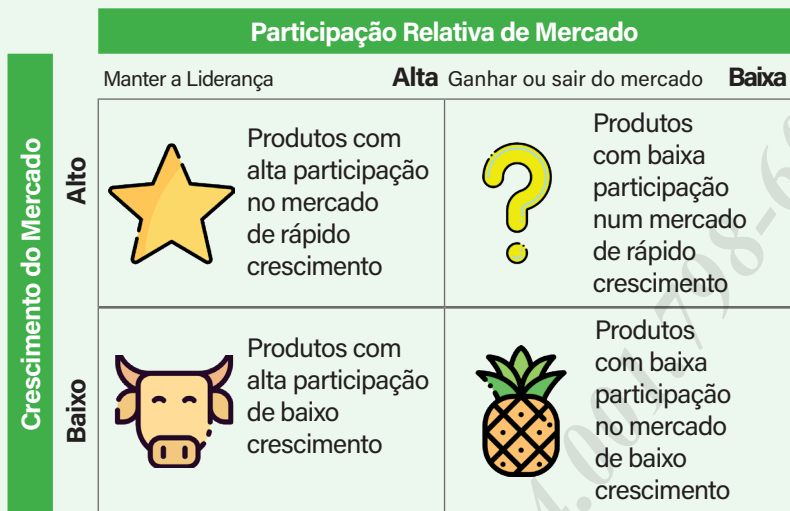 Participação Relativa de Mercado
Manter a Liderança Alta Ganhar ou sair do mercado Baixa
Crescimento do Mercado
Alto
Produtos com
alta participação
no mercado
de rápido
crescimento
?
Produtos
com baixa
participação
num mercado
de rápido
crescimento
Baixo
Produtos com
alta participação
de baixo
crescimento
Produtos
com baixa
participação
no mercado
de baixo
crescimento